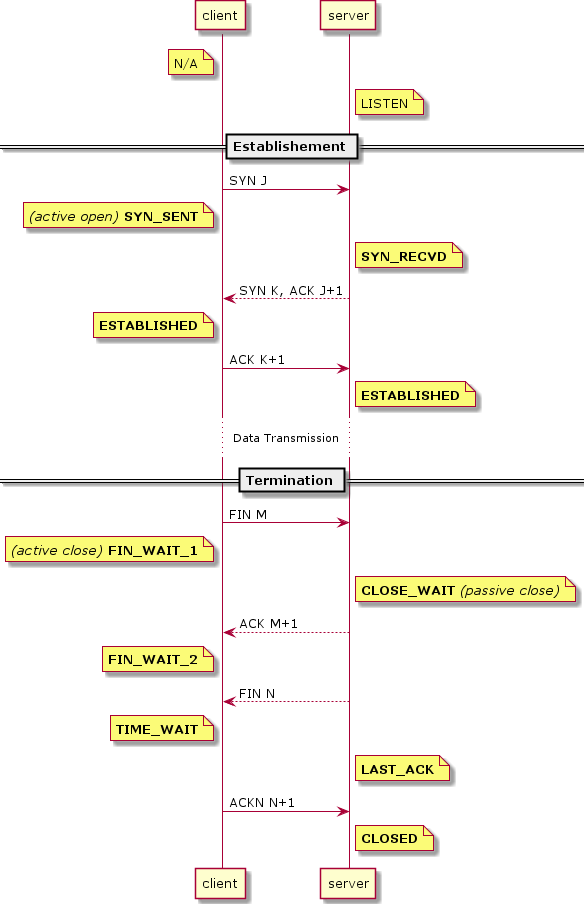 client
server
N/A
LISTEN
Establishement
SYN J
(active open) SYN_SENT
SYN_RECVD
SYN K, ACK J+1
ESTABLISHED
ACK K+1
ESTABLISHED
Data Transmission
Termination
FIN M
(active close) FIN_WAIT_1
CLOSE_WAIT (passive close)
ACK M+1
FIN_WAIT_2
FIN N
TIME_WAIT
LAST_ACK
ACKN N+1
CLOSED
client
server